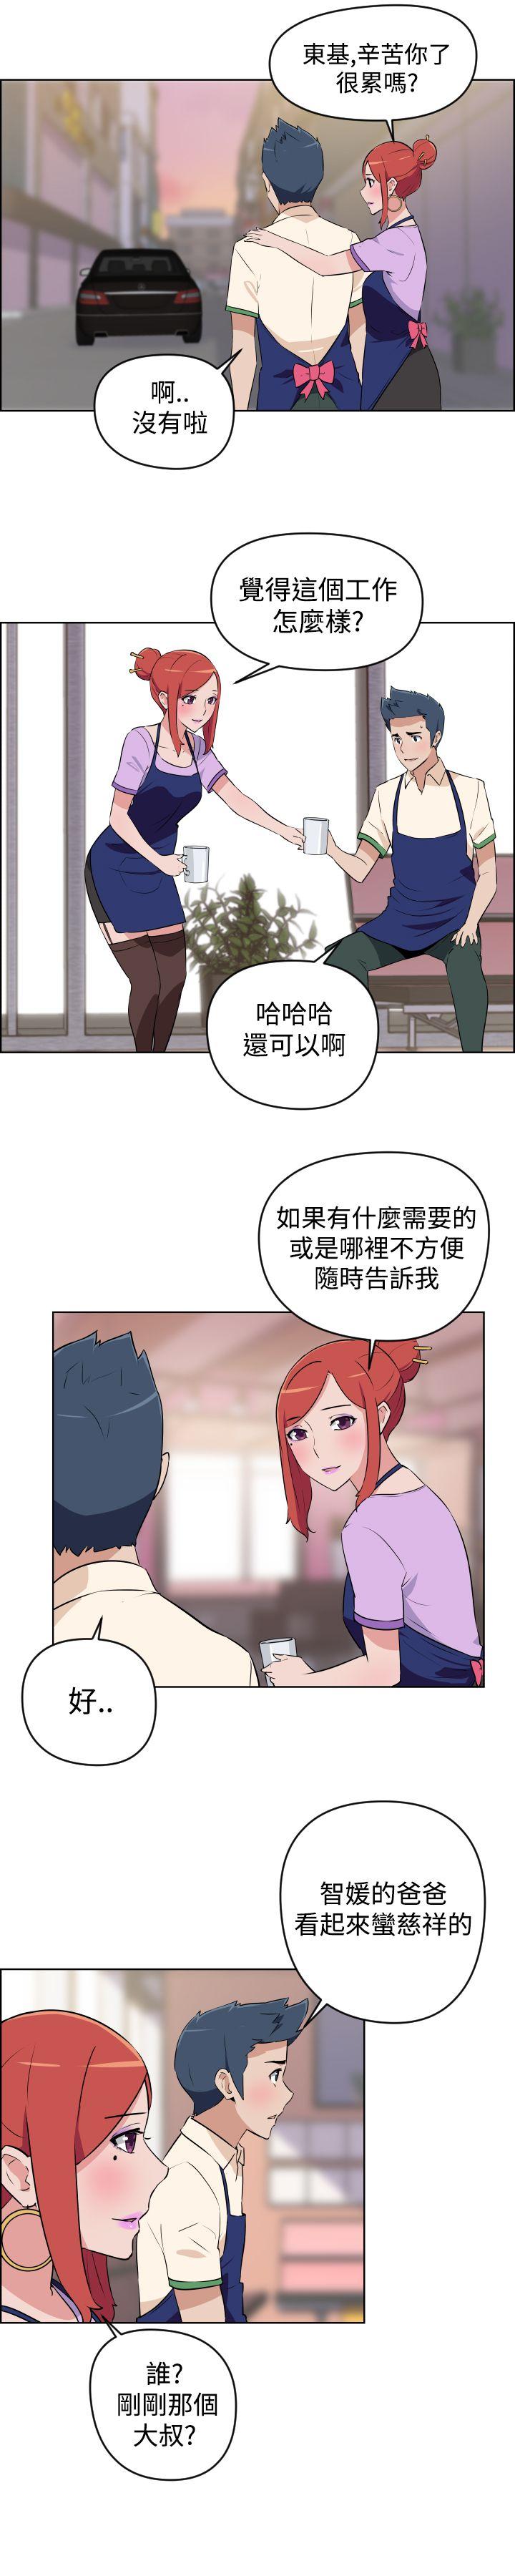 東基,辛苦你了
很累嗎?
啊..
沒有啦
覺得這個工作
怎麼樣?
哈哈哈
還可以啊
如果有什麼需要的
或是哪裡不方便
隨時告訴我
好..
智媛的爸爸
看起來蠻慈祥的
誰?
剛剛那個
大叔?